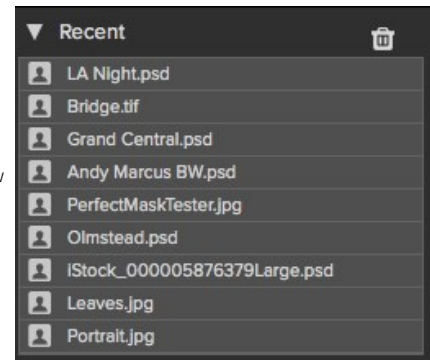 Recent
LA Night.psd
Bridge.tif
Grand Central.psd
Andy Marcus BW.psd
PerfectMaskTester.jpg
Olmstead.psd
iStock_000005876379Large.psd
Leaves.jpg
Portrait.jpg